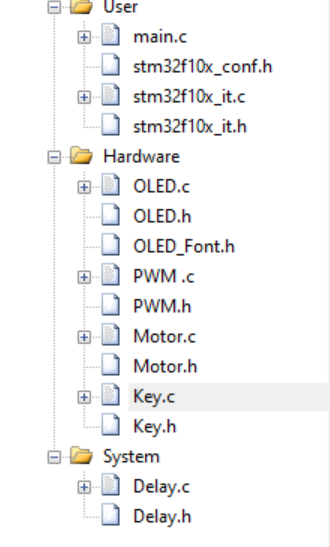 User
main.c
stm32f10x_conf.h
stm32f10x_it.c
stm32f10x_it.h
Hardware
OLED.c
OLED.h
OLED_Font.h
PWM .c
PWM.h
Motor.c
Motor.h
Key.c
Key.h
System
Delay.c
Delay.h